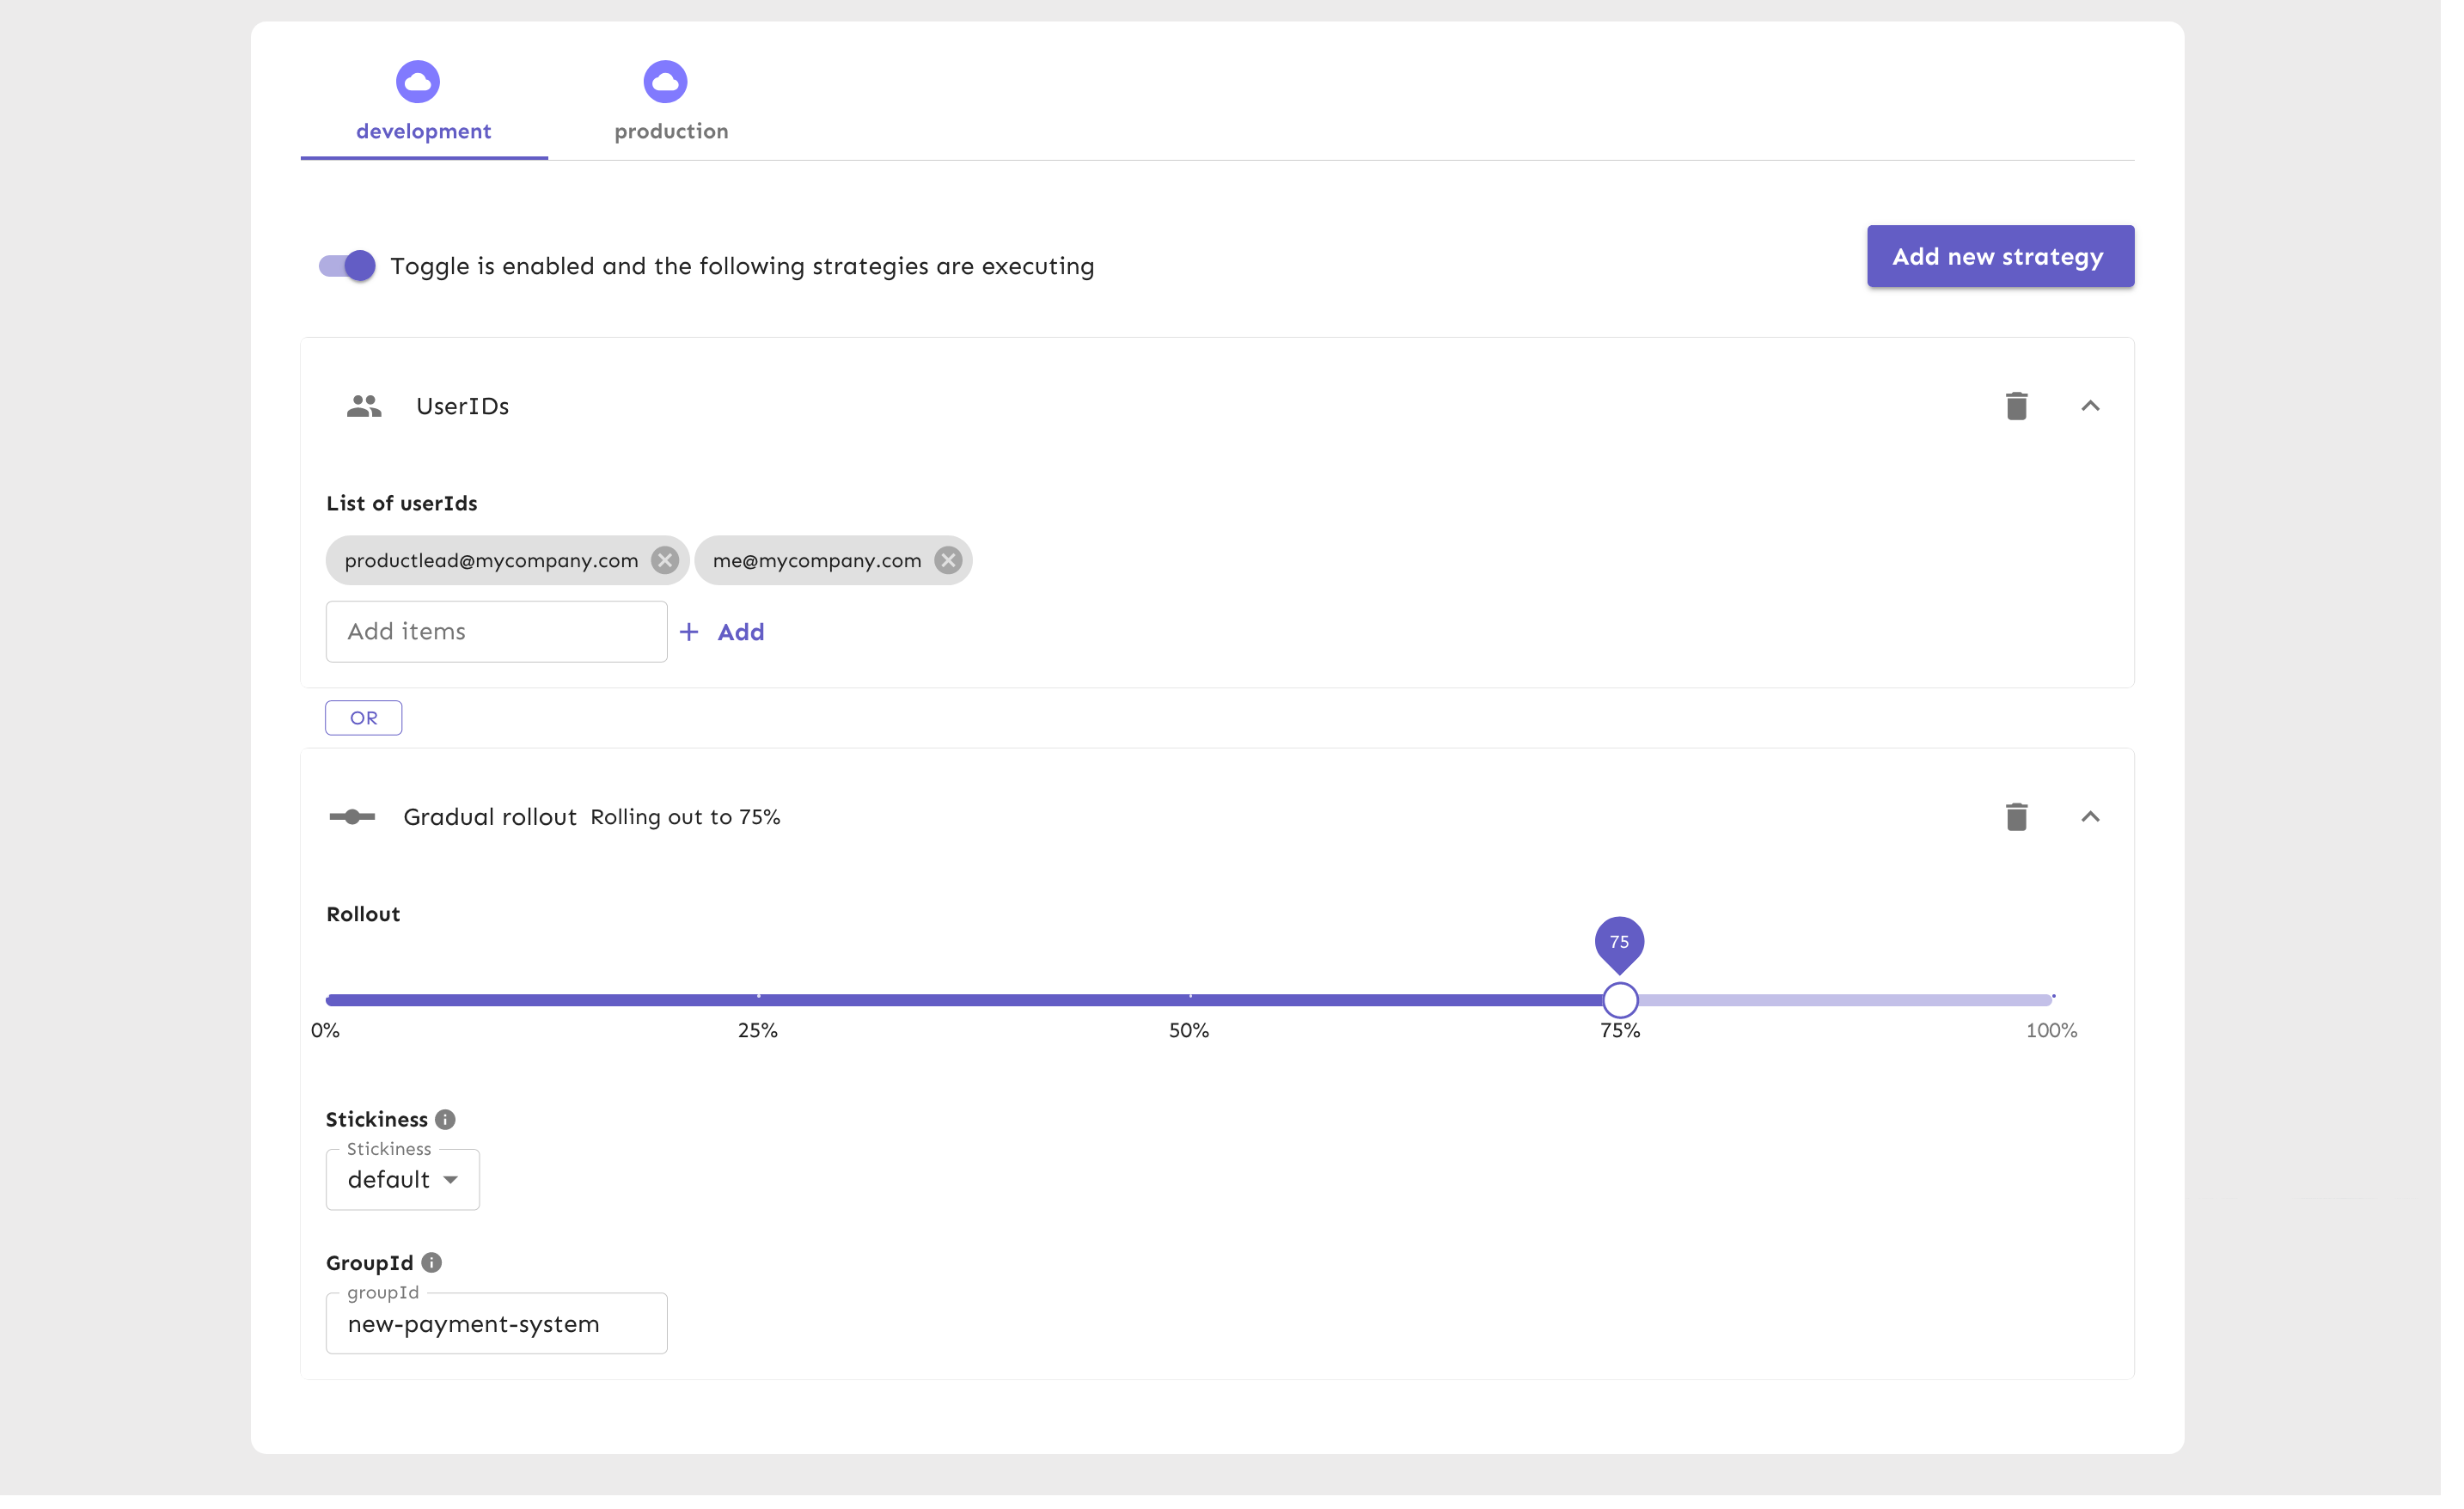 development production
Toggle is enabled and the following strategies are executing
Add new strategy
UserIDs
List of userIds
productlead@mycompany.com me@mycompany.com
Add items + Add
OR
Gradual rollout Rolling out to 75%
Rollout
75
0% 25% 50% 75% 100%
Stickiness
Stickiness
default
GroupId
groupId
new-payment-system